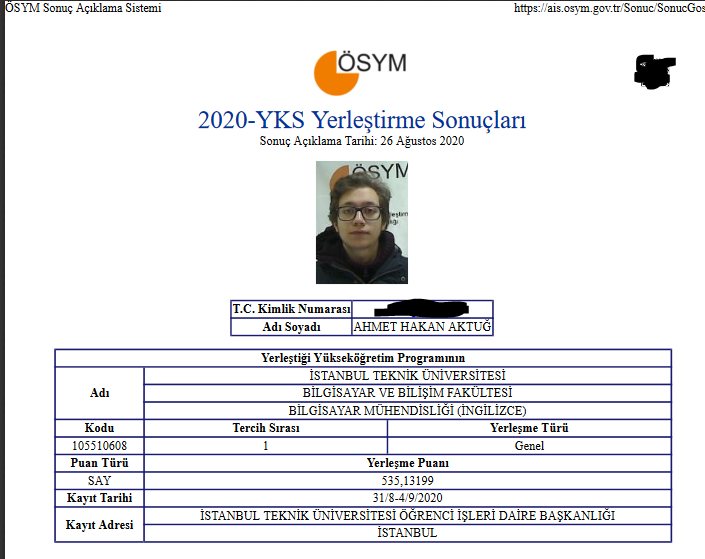 ÖSYM Sonuç Açıklama Sistemi
https://ais.osym.gov.tr/Sonuc/SonucGos
ÖSYM
2020-YKS Yerleştirme Sonuçları
Sonuç Açıklama Tarihi: 26 Ağustos 2020
ÖSYM
T.C. Kimlik Numarası
Adı Soyadı AHMET HAKAN AKTUĞ
Yerleştiği Yükseköğretim Programının
Adı
İSTANBUL TEKNİK ÜNİVERSİTESİ
BİLGİSAYAR VE BİLİŞİM FAKÜLTESİ
BİLGİSAYAR MÜHENDİSLİĞİ (İNGİLİZCE)
Kodu Tercih Sırası Yerleşme Türü
105510608 1 Genel
Puan Türü Yerleşme Puanı
SAY 535,13199
Kayıt Tarihi 31/8-4/9/2020
Kayıt Adresi
İSTANBUL TEKNİK ÜNİVERSİTESİ ÖĞRENCİ İŞLERİ DAİRE BAŞKANLIĞI
İSTANBUL